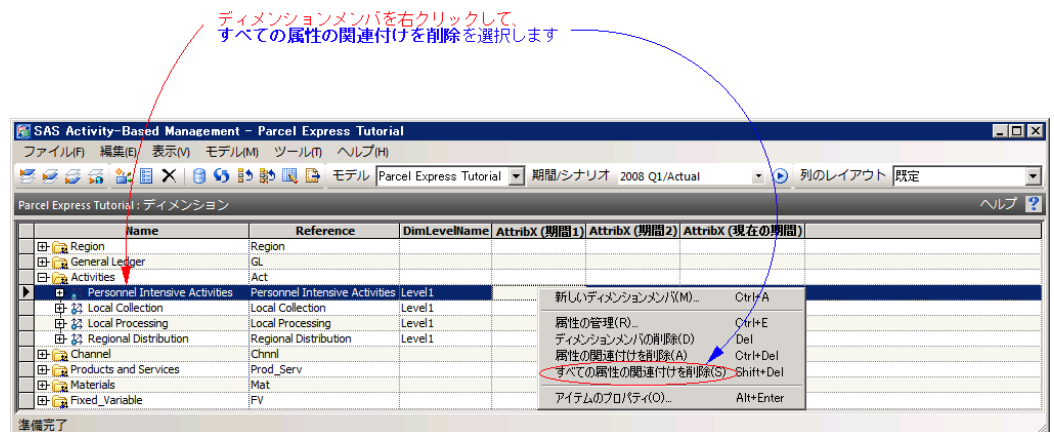 ディメンションメンバを右クリックして、
すべての属性の関連付けを削除を選択します
SAS Activity-Based Management - Parcel Express Tutorial
ファイル(F) 編集(E) 表示(V) モデル(M) ツール(T) ヘルプ(H)
モデル Parcel Express Tutorial 期間/シナリオ 2008 Q1/Actual 列のレイアウト 既定
Parcel Express Tutorial : ディメンション ヘルプ ?
Name Reference DimLevelName AttribX (期間1) AttribX (期間2) AttribX (現在の期間)
Region Region
General Ledger GL
Activities Act
Personnel Intensive Activities Personnel Intensive Activities Level1
Local Collection Local Collection Level1
Local Processing Local Processing Level1
Regional Distribution Regional Distribution Level1
Channel Chnnl
Products and Services Prod_Serv
Materials Mat
Fixed_Variable FV
新しいディメンションメンバ(M)... Ctrl+A
属性の管理(R)... Ctrl+E
ディメンションメンバの削除(D) Del
属性の関連付けを削除(A) Ctrl+Del
すべての属性の関連付けを削除(S) Shift+Del
アイテムのプロパティ(O)... Alt+Enter
準備完了